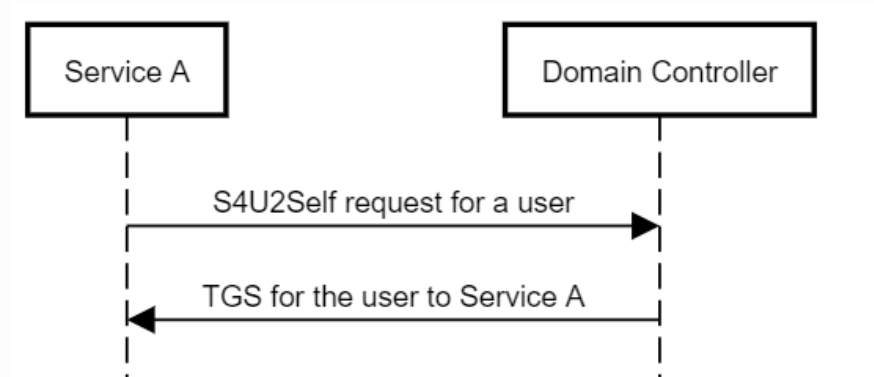 Service A
Domain Controller
S4U2Self request for a user
TGS for the user to Service A